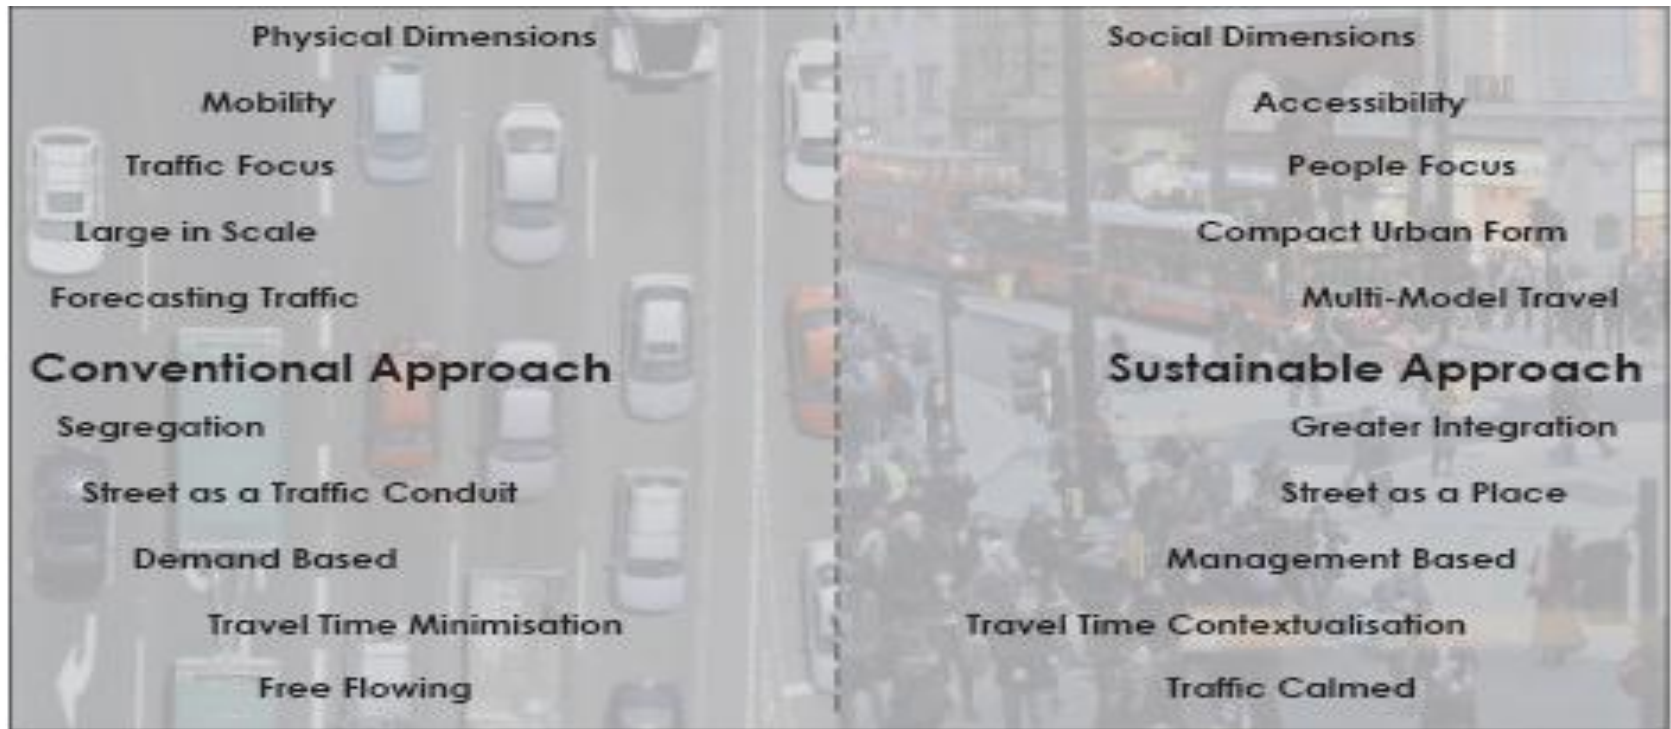 Physical Dimensions
Mobility
Traffic Focus
Large in Scale
Forecasting Traffic
Conventional Approach
Segregation
Street as a Traffic Conduit
Demand Based
Travel Time Minimisation
Free Flowing
Social Dimensions
Accessibility
People Focus
Compact Urban Form
Multi-Model Travel
Sustainable Approach
Greater Integration
Street as a Place
Management Based
Travel Time Contextualisation
Traffic Calmed